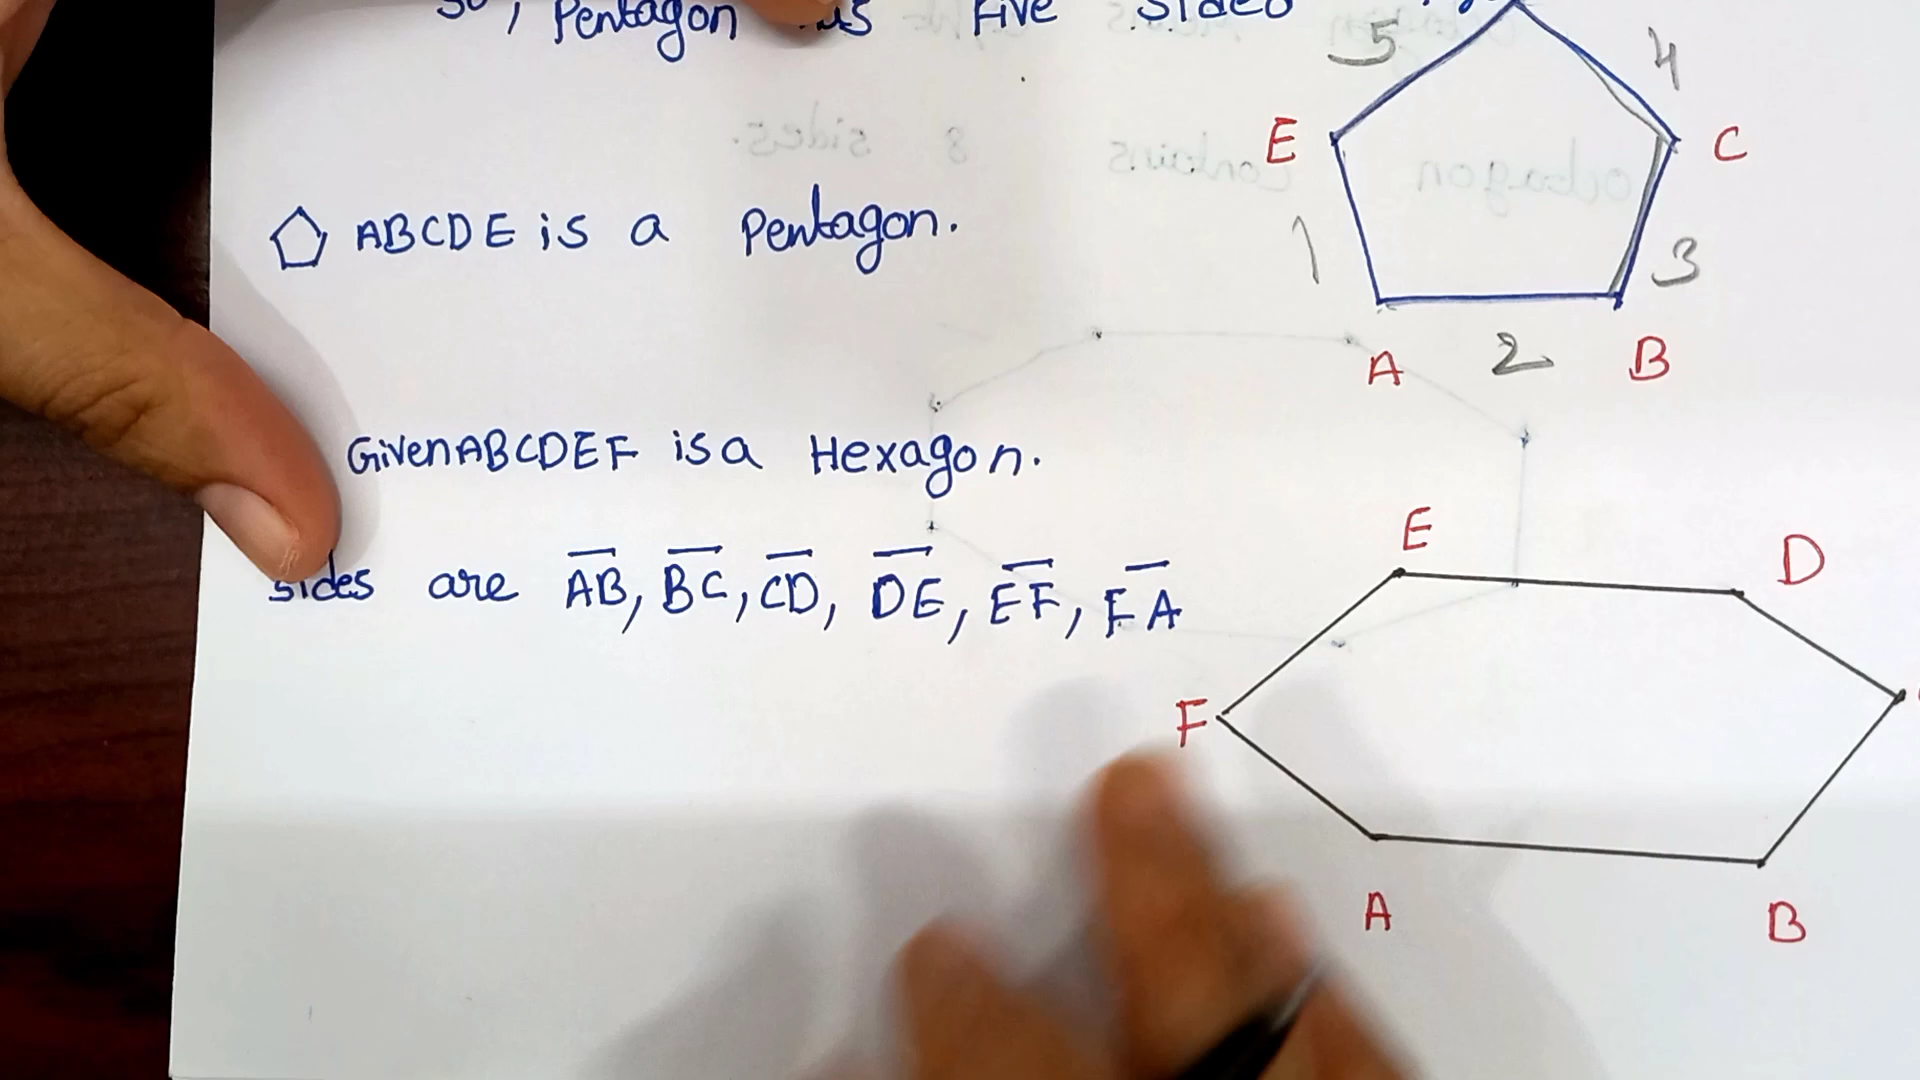 So, Pentagon has Five sides
5
4
E
C
ABCDE is a Pentagon.
1
3
A
2
B
Given ABCDEF is a Hexagon.
E
D
sides are AB, BC, CD, DE, EF, FA
F
A
B